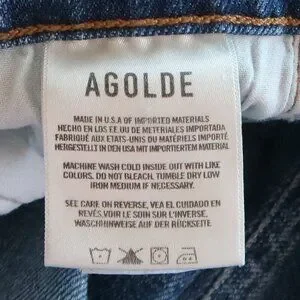 AGOLDE
MADE IN U.S.A OF IMPORTED MATERIALS
HECHO EN LOS EE. OU DE METERIALES IMPORTADA
FABRIQUÉ AUX ETATS-UNIS DU MATÉRIELS IMPORTÉ
HERGESTELLT IN DEN USA MIT IMPORTIERTEM MATERIAL
MACHINE WASH COLD INSIDE OUT WITH LIKE
COLORS. DO NOT BLEACH, TUMBLE DRY LOW
IRON MEDIUM IF NECESSARY.
SEE CARE ON REVERSE, VEA EL CUIDADO EN
REVÉS, VOIR LE SOIN SUR L'INVERSE,
WASCHHINWEISE AUF DER RÜCKSEITE